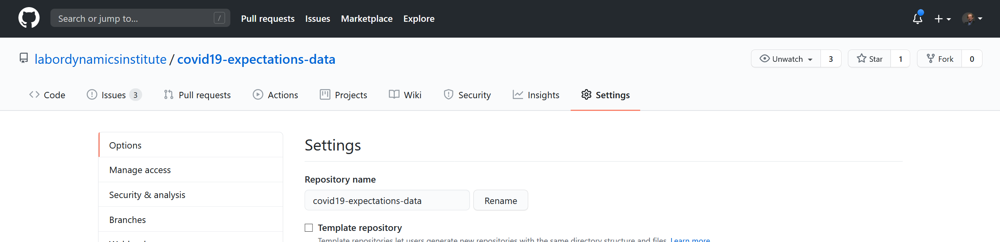 Search or jump to... / Pull requests Issues Marketplace Explore
labordynamicsinstitute / covid19-expectations-data Unwatch 3 Star 1 Fork 0
Code Issues 3 Pull requests Actions Projects Wiki Security Insights Settings
Options
Manage access
Security & analysis
Branches
Settings
Repository name
covid19-expectations-data Rename
Template repository
Template repositories let users generate new repositories with the same directory structure and files. Learn more